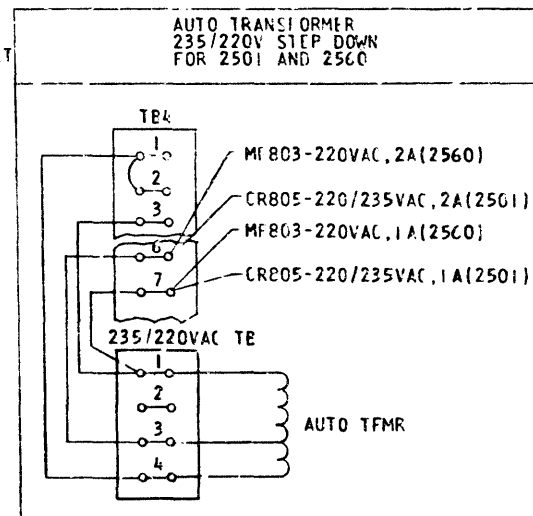 AUTO TRANSFORMER
235/220V STEP DOWN
FOR 2501 AND 2560
T
TB4
1
2
3
6
7
MF803-220VAC,2A(2560)
CR805-220/235VAC,2A(2501)
MF803-220VAC,1A(2560)
CR805-220/235VAC,1A(2501)
235/220VAC TB
1
2
3
4
AUTO TFMR